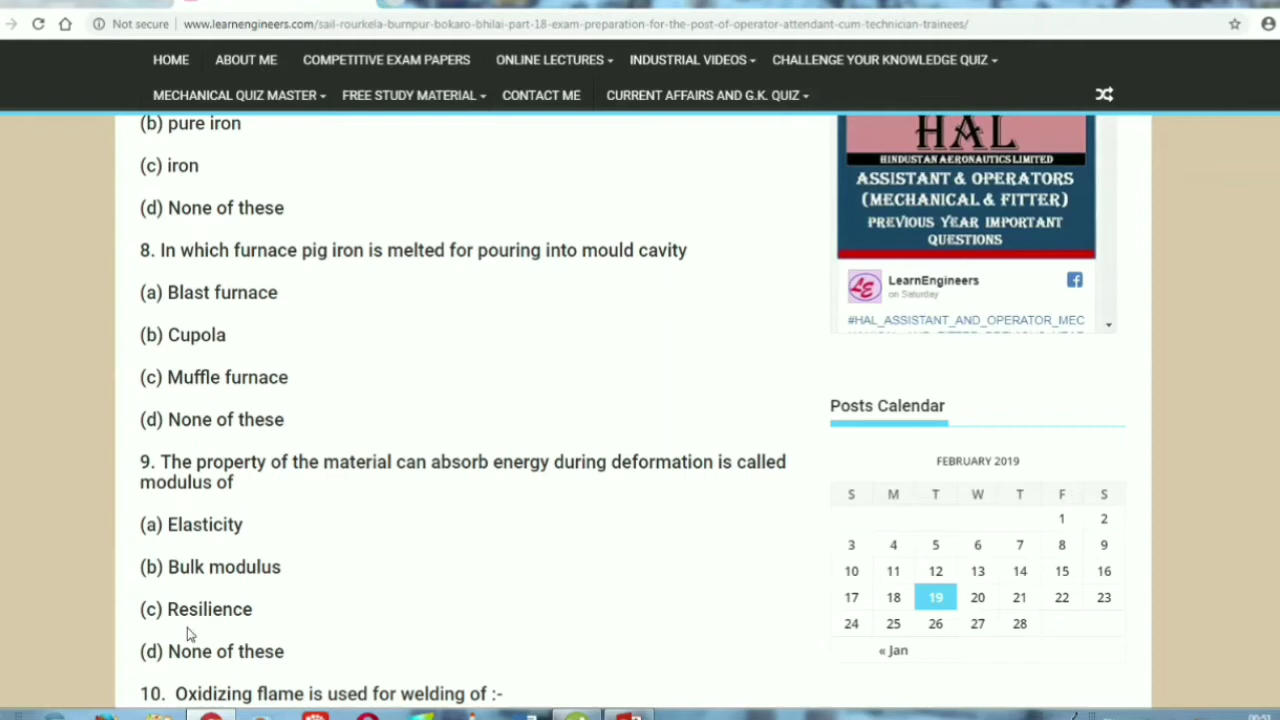 Not secure
www.learnengineers.com/sail-rourkela-burnpur-bokaro-bhilai-part-18-exam-preparation-for-the-post-of-operator-attendant-cum-technician-trainees/
HOME ABOUT ME COMPETITIVE EXAM PAPERS ONLINE LECTURES INDUSTRIAL VIDEOS CHALLENGE YOUR KNOWLEDGE QUIZ
MECHANICAL QUIZ MASTER FREE STUDY MATERIAL CONTACT ME CURRENT AFFAIRS AND G.K. QUIZ
(b) pure iron
(c) iron
(d) None of these
8. In which furnace pig iron is melted for pouring into mould cavity
(a) Blast furnace
(b) Cupola
(c) Muffle furnace
(d) None of these
9. The property of the material can absorb energy during deformation is called
modulus of
(a) Elasticity
(b) Bulk modulus
(c) Resilience
(d) None of these
10. Oxidizing flame is used for welding of :-
HAL
HINDUSTAN AERONAUTICS LIMITED
ASSISTANT & OPERATORS
(MECHANICAL & FITTER)
PREVIOUS YEAR IMPORTANT
QUESTIONS
LE
LearnEngineers
on Saturday
#HAL_ASSISTANT_AND_OPERATOR_MEC
Posts Calendar
FEBRUARY 2019
S M T W T F S
1 2
3 4 5 6 7 8 9
10 11 12 13 14 15 16
17 18 19 20 21 22 23
24 25 26 27 28
« Jan